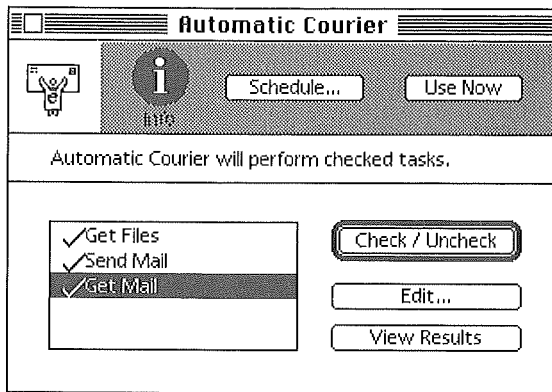 Automatic Courier
Info
Schedule...
Use Now
Automatic Courier will perform checked tasks.
Get Files
Send Mail
Get Mail
Check / Uncheck
Edit...
View Results